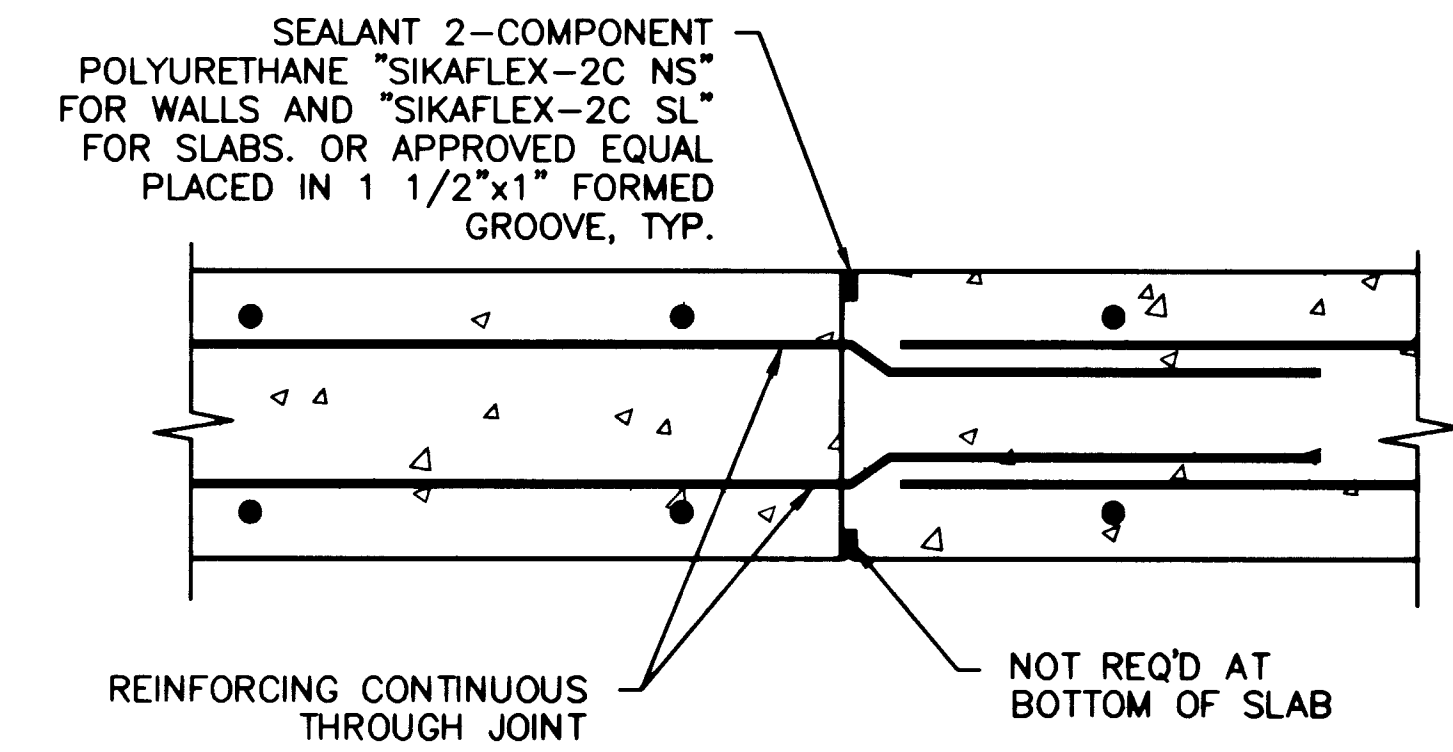 SEALANT 2-COMPONENT
POLYURETHANE "SIKAFLEX-2C NS"
FOR WALLS AND "SIKAFLEX-2C SL"
FOR SLABS. OR APPROVED EQUAL
PLACED IN 1 1/2"x1" FORMED
GROOVE, TYP.
REINFORCING CONTINUOUS
THROUGH JOINT
NOT REQ'D AT
BOTTOM OF SLAB